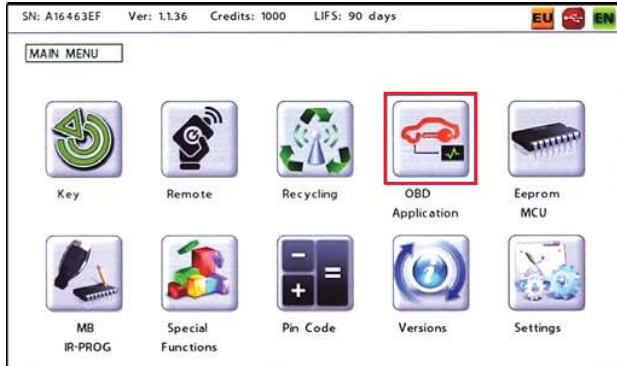 SN: A16463EF Ver: 1.1.36 Credits: 1000 LIFS: 90 days EU EN
MAIN MENU
Key Remote Recycling OBD Eeprom
Application MCU
MB Special Pin Code Versions Settings
IR-PROG Functions